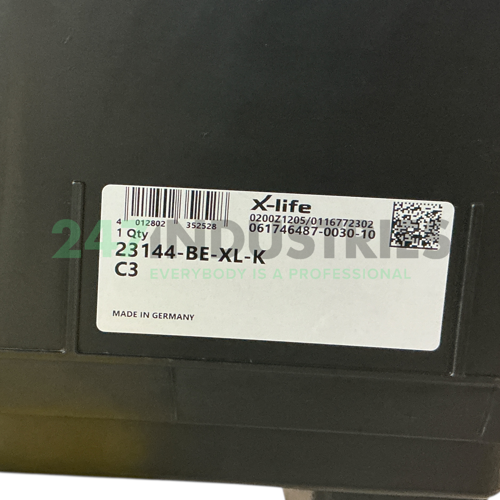 X-life
4 012802 352528
0200Z1205/0116772302
1 Qty
061746487-0030-10
247 INDUSTRIES
23144-BE-XL-K
EVERYBODY IS A PROFESSIONAL
C3
MADE IN GERMANY